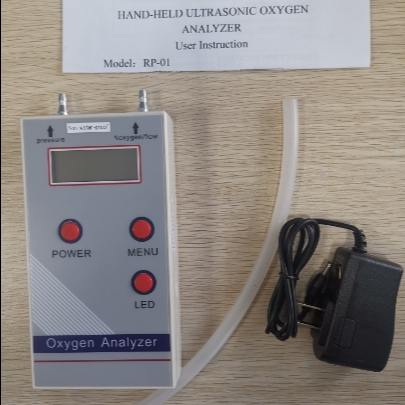 HAND-HELD ULTRASONIC OXYGEN
ANALYZER
User Instruction
Model: RP-01
pressure
%oxygen/flow
POWER
MENU
LED
Oxygen Analyzer